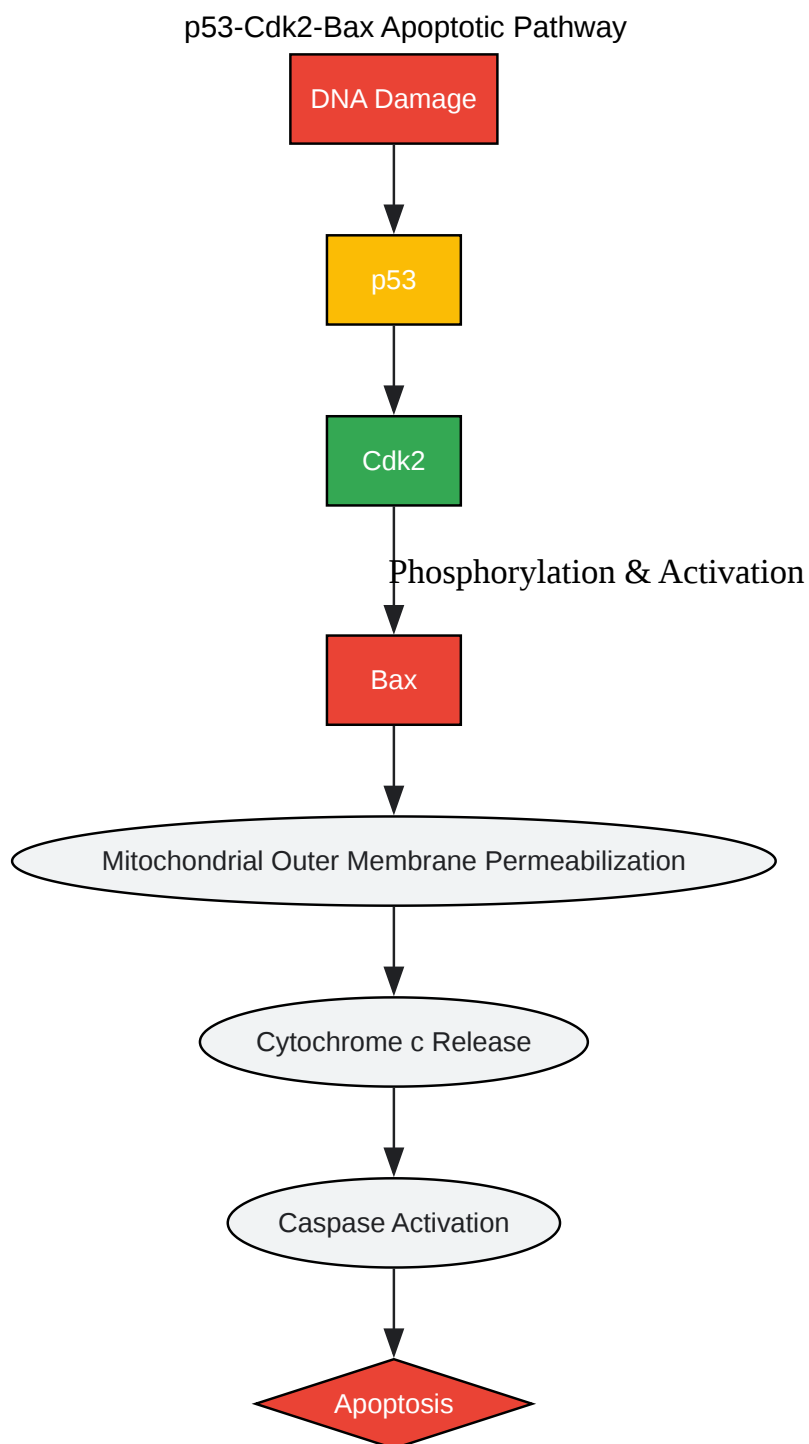 p53-Cdk2-Bax Apoptotic Pathway
DNA Damage
p53
Cdk2
Phosphorylation & Activation
Bax
Mitochondrial Outer Membrane Permeabilization
Cytochrome c Release
Caspase Activation
Apoptosis